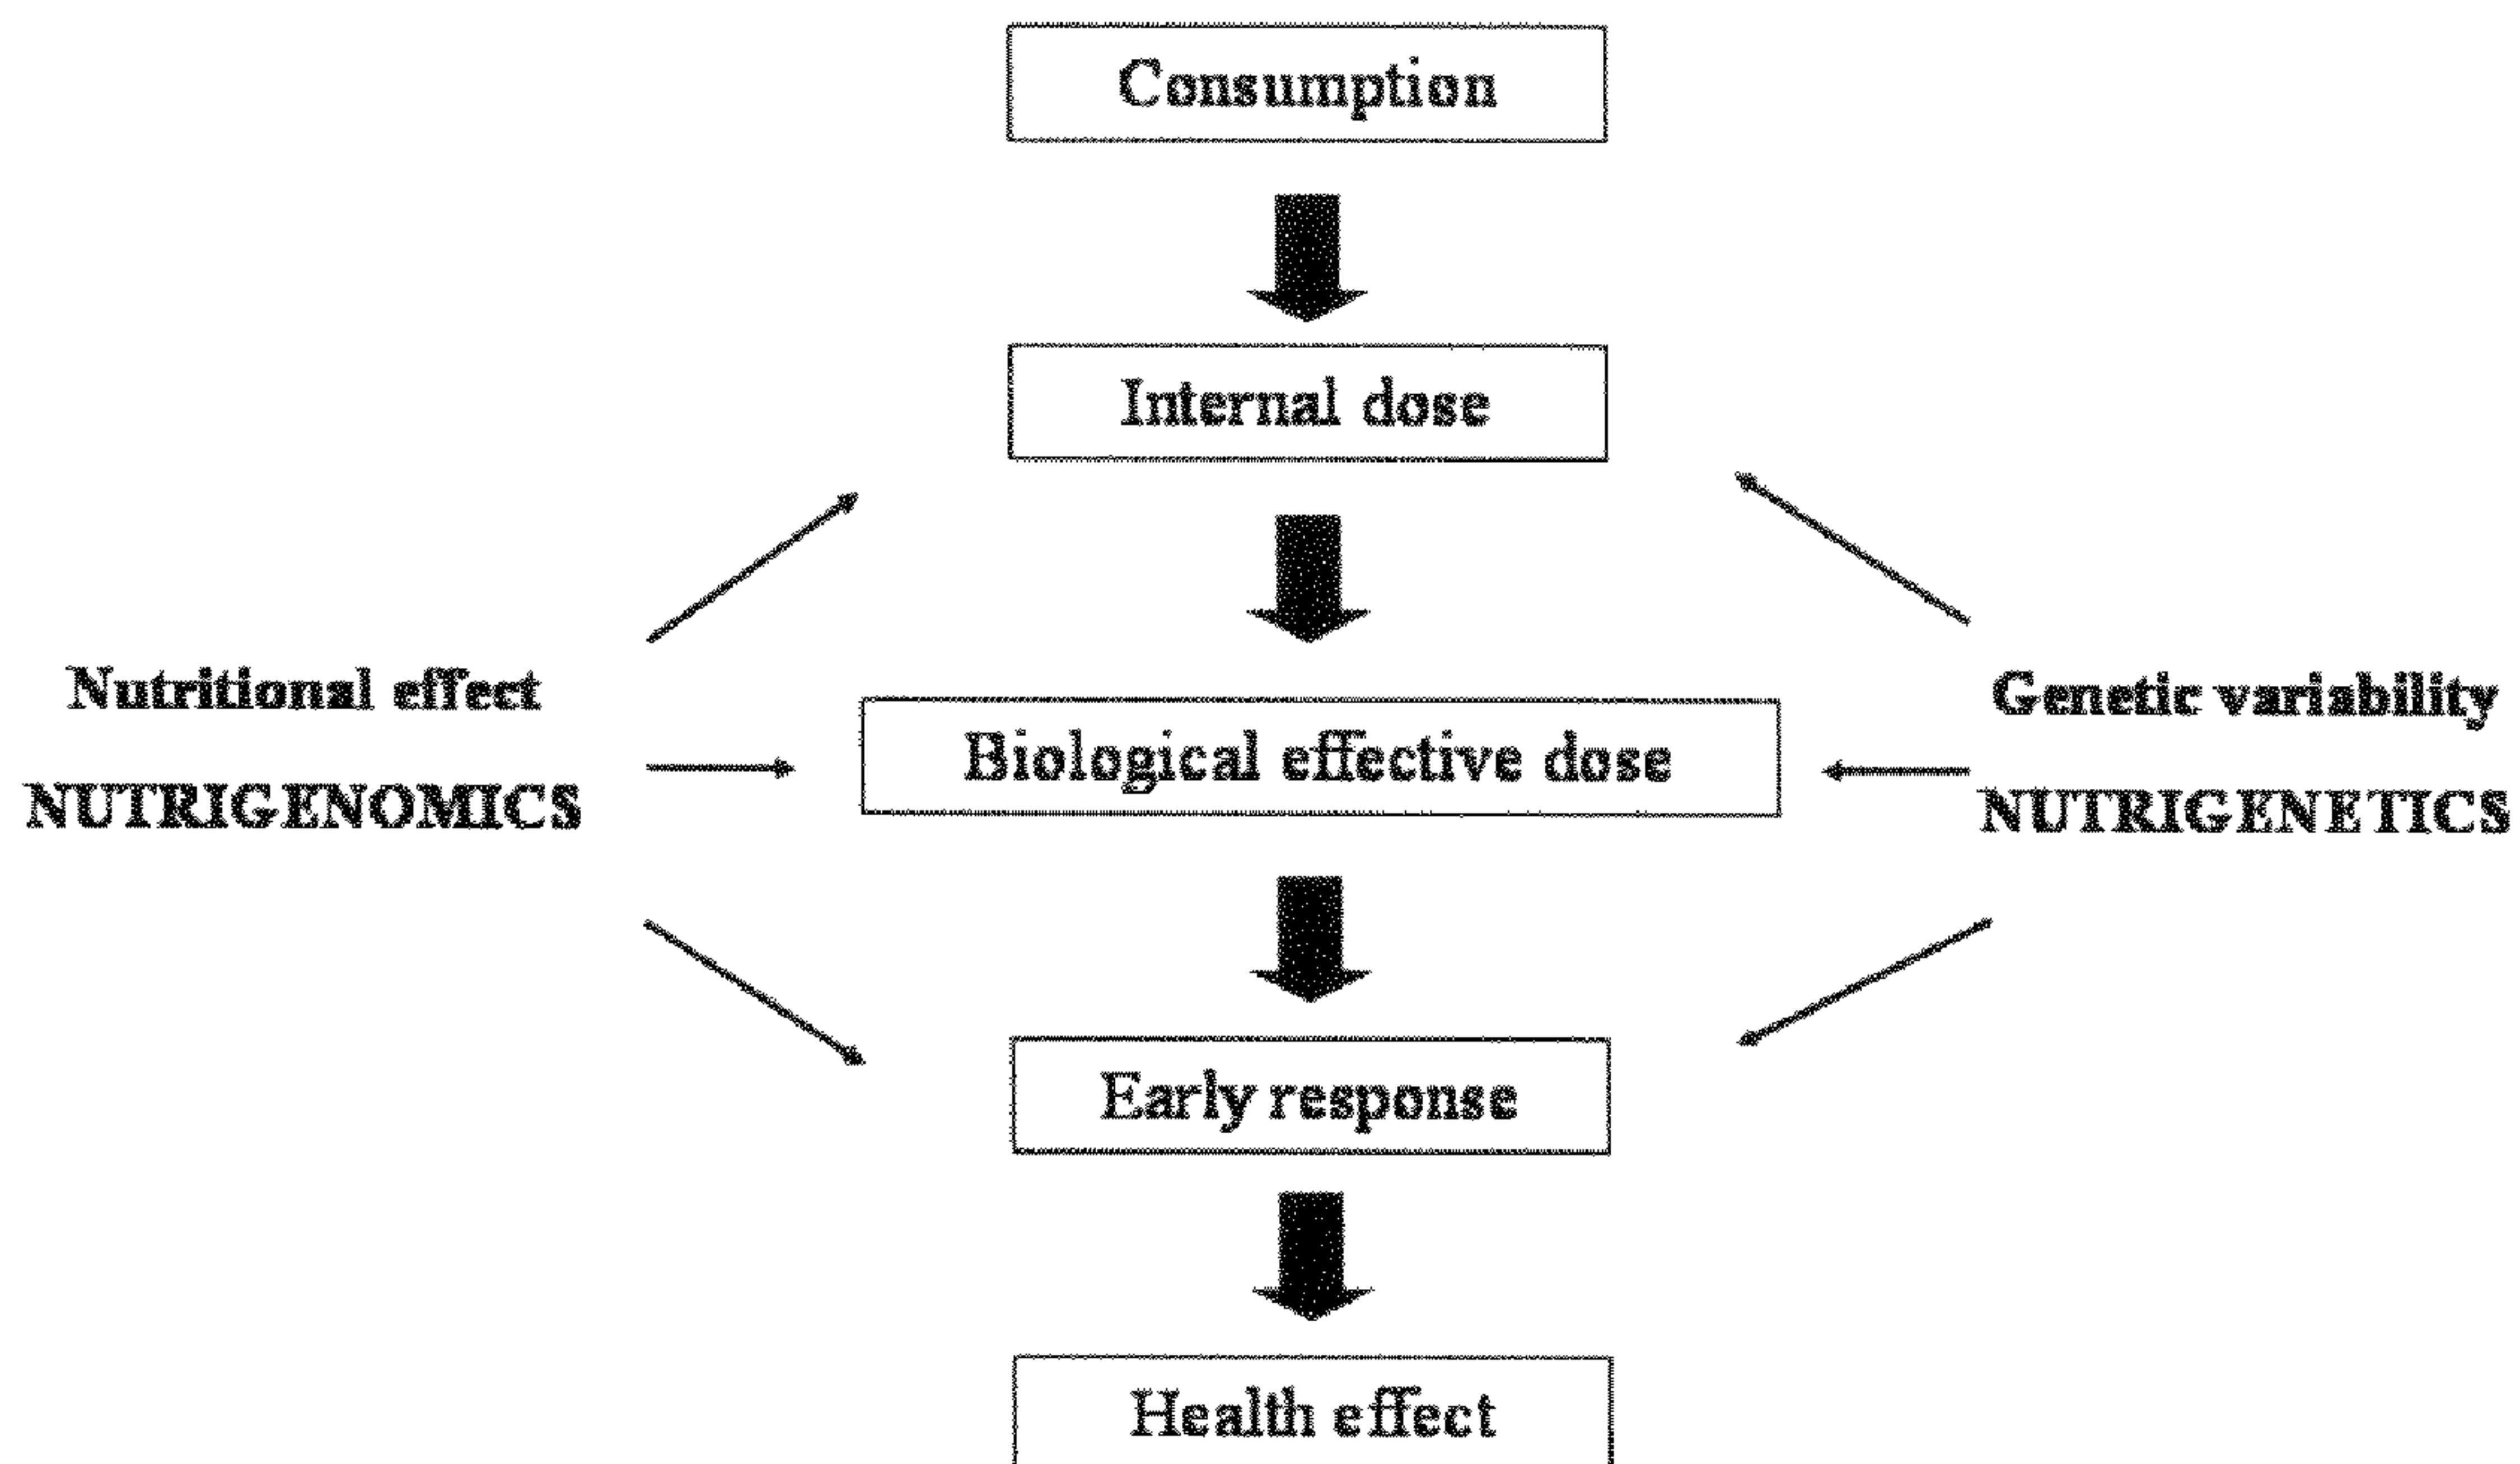 Consumption
Internal dose
Nutritional effect
NUTRIGENOMICS
Biological effective dose
Genetic variability
NUTRIGENETICS
Early response
Health effect